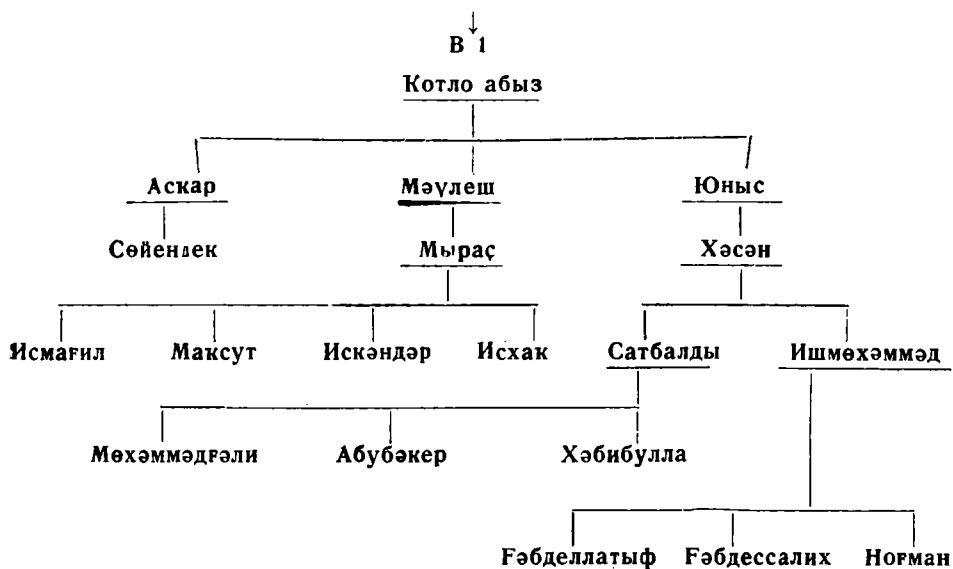 В 1
Котло абыз
Аскар Мәүлеш Юныс
Сөйендек Мыраҫ Хәсән
Исмағил Максут Искәндәр Исхак Сатбалды Ишмөхәммәд
Мөхәммәдғәли Абубәкер Хәбибулла
Ғәбделлатыф Ғәбдессалих Ноғман